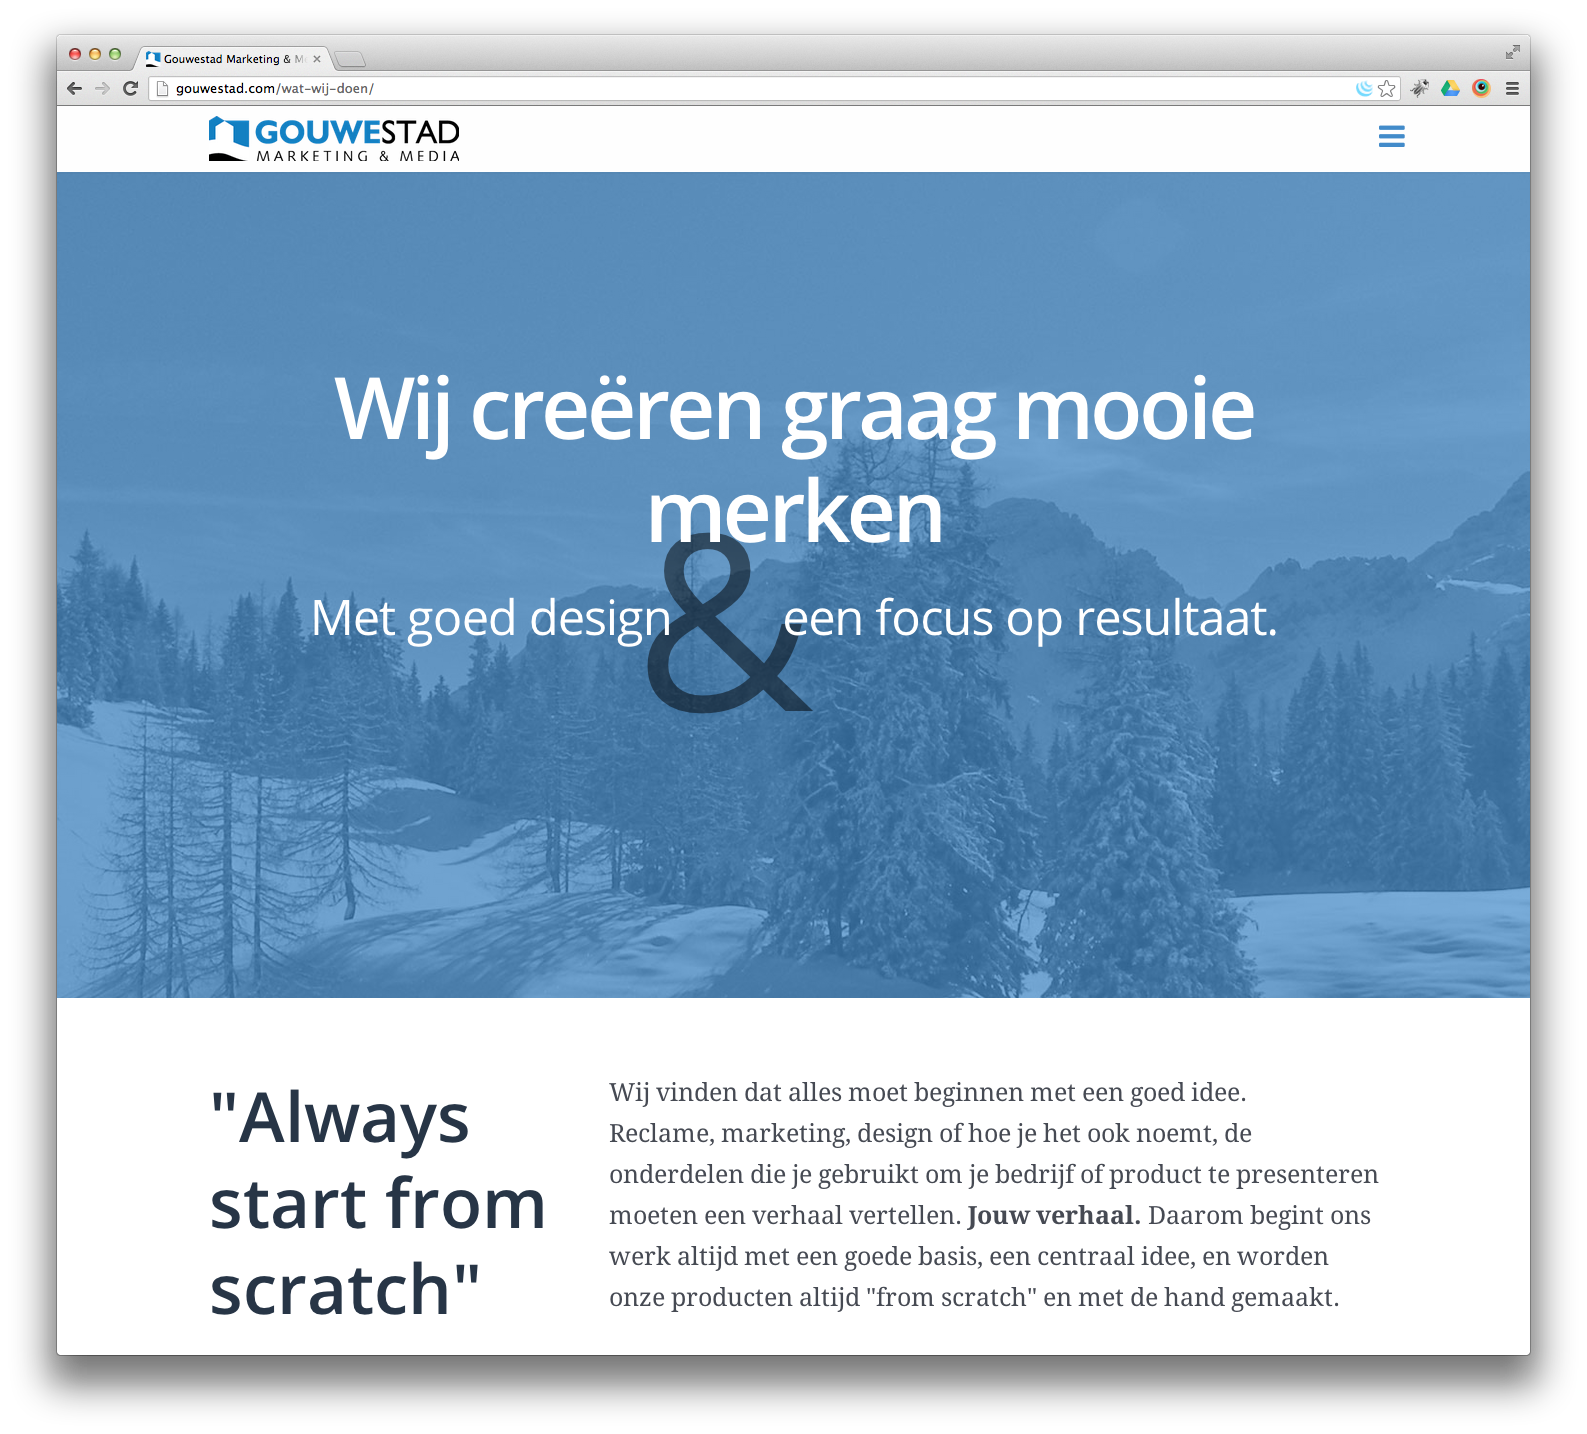 Gouwestad Marketing & M
gouwestad.com/wat-wij-doen/
GOUWESTAD
MARKETING & MEDIA
Wij creëren graag mooie
merken
Met goed design & een focus op resultaat.
"Always
start from
scratch"
Wij vinden dat alles moet beginnen met een goed idee.
Reclame, marketing, design of hoe je het ook noemt, de
onderdelen die je gebruikt om je bedrijf of product te presenteren
moeten een verhaal vertellen. Jouw verhaal. Daarom begint ons
werk altijd met een goede basis, een centraal idee, en worden
onze producten altijd "from scratch" en met de hand gemaakt.